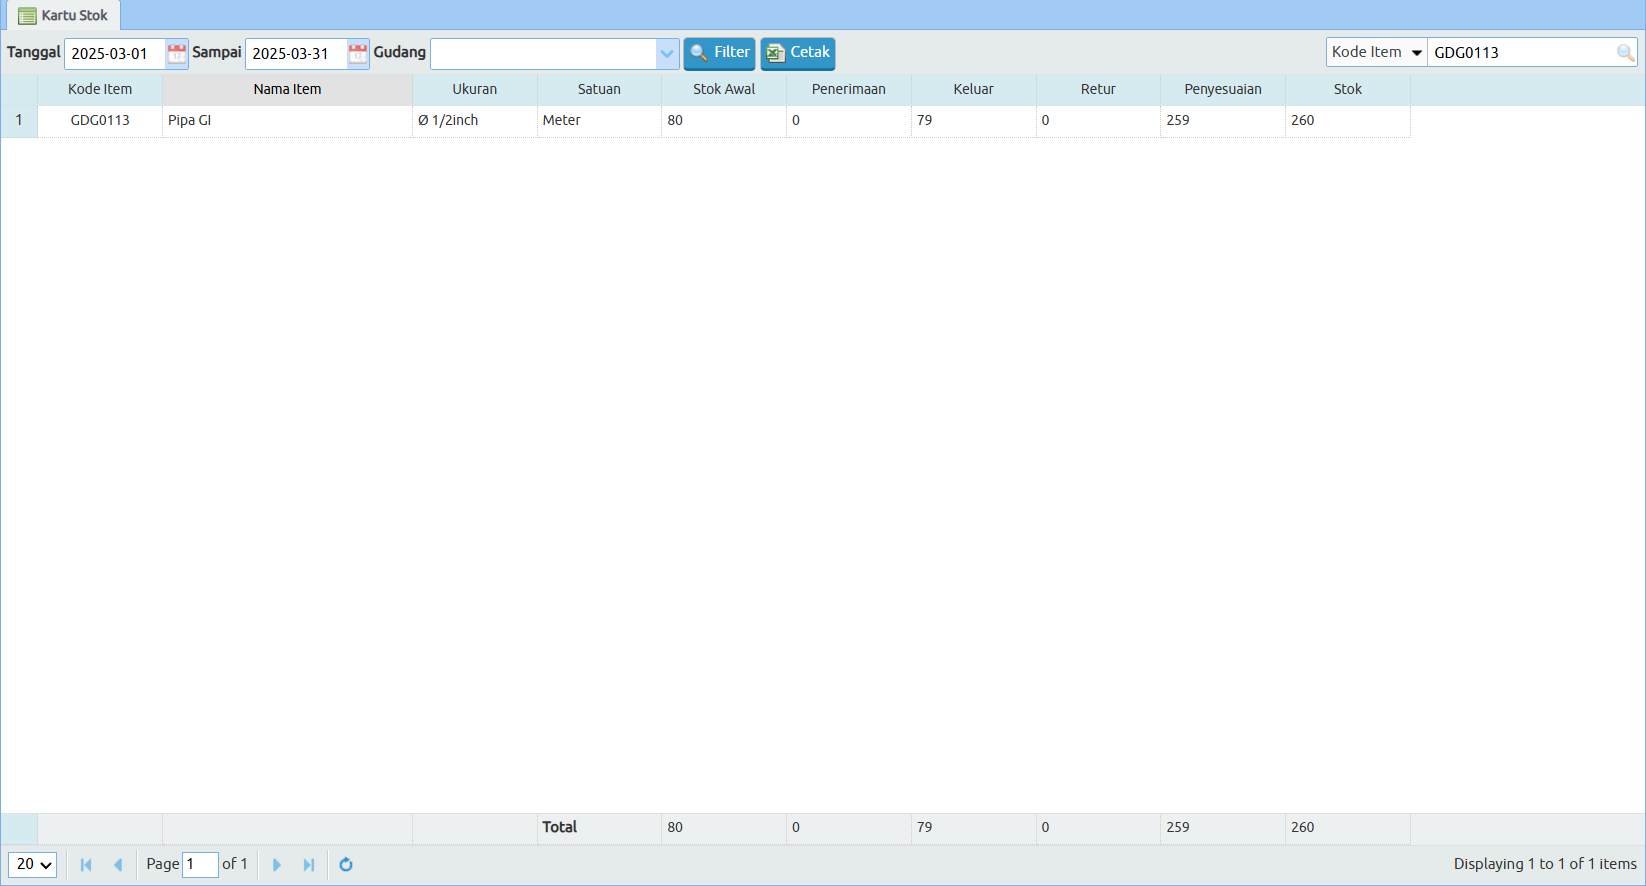 Kartu Stok
Tanggal 2025-03-01 Sampai 2025-03-31 Gudang Filter Cetak Kode Item GDG0113
Kode Item Nama Item Ukuran Satuan Stok Awal Penerimaan Keluar Retur Penyesuaian Stok
1 GDG0113 Pipa GI Ø 1/2inch Meter 80 0 79 0 259 260
Total 80 0 79 0 259 260
20 Page 1 of 1 Displaying 1 to 1 of 1 items